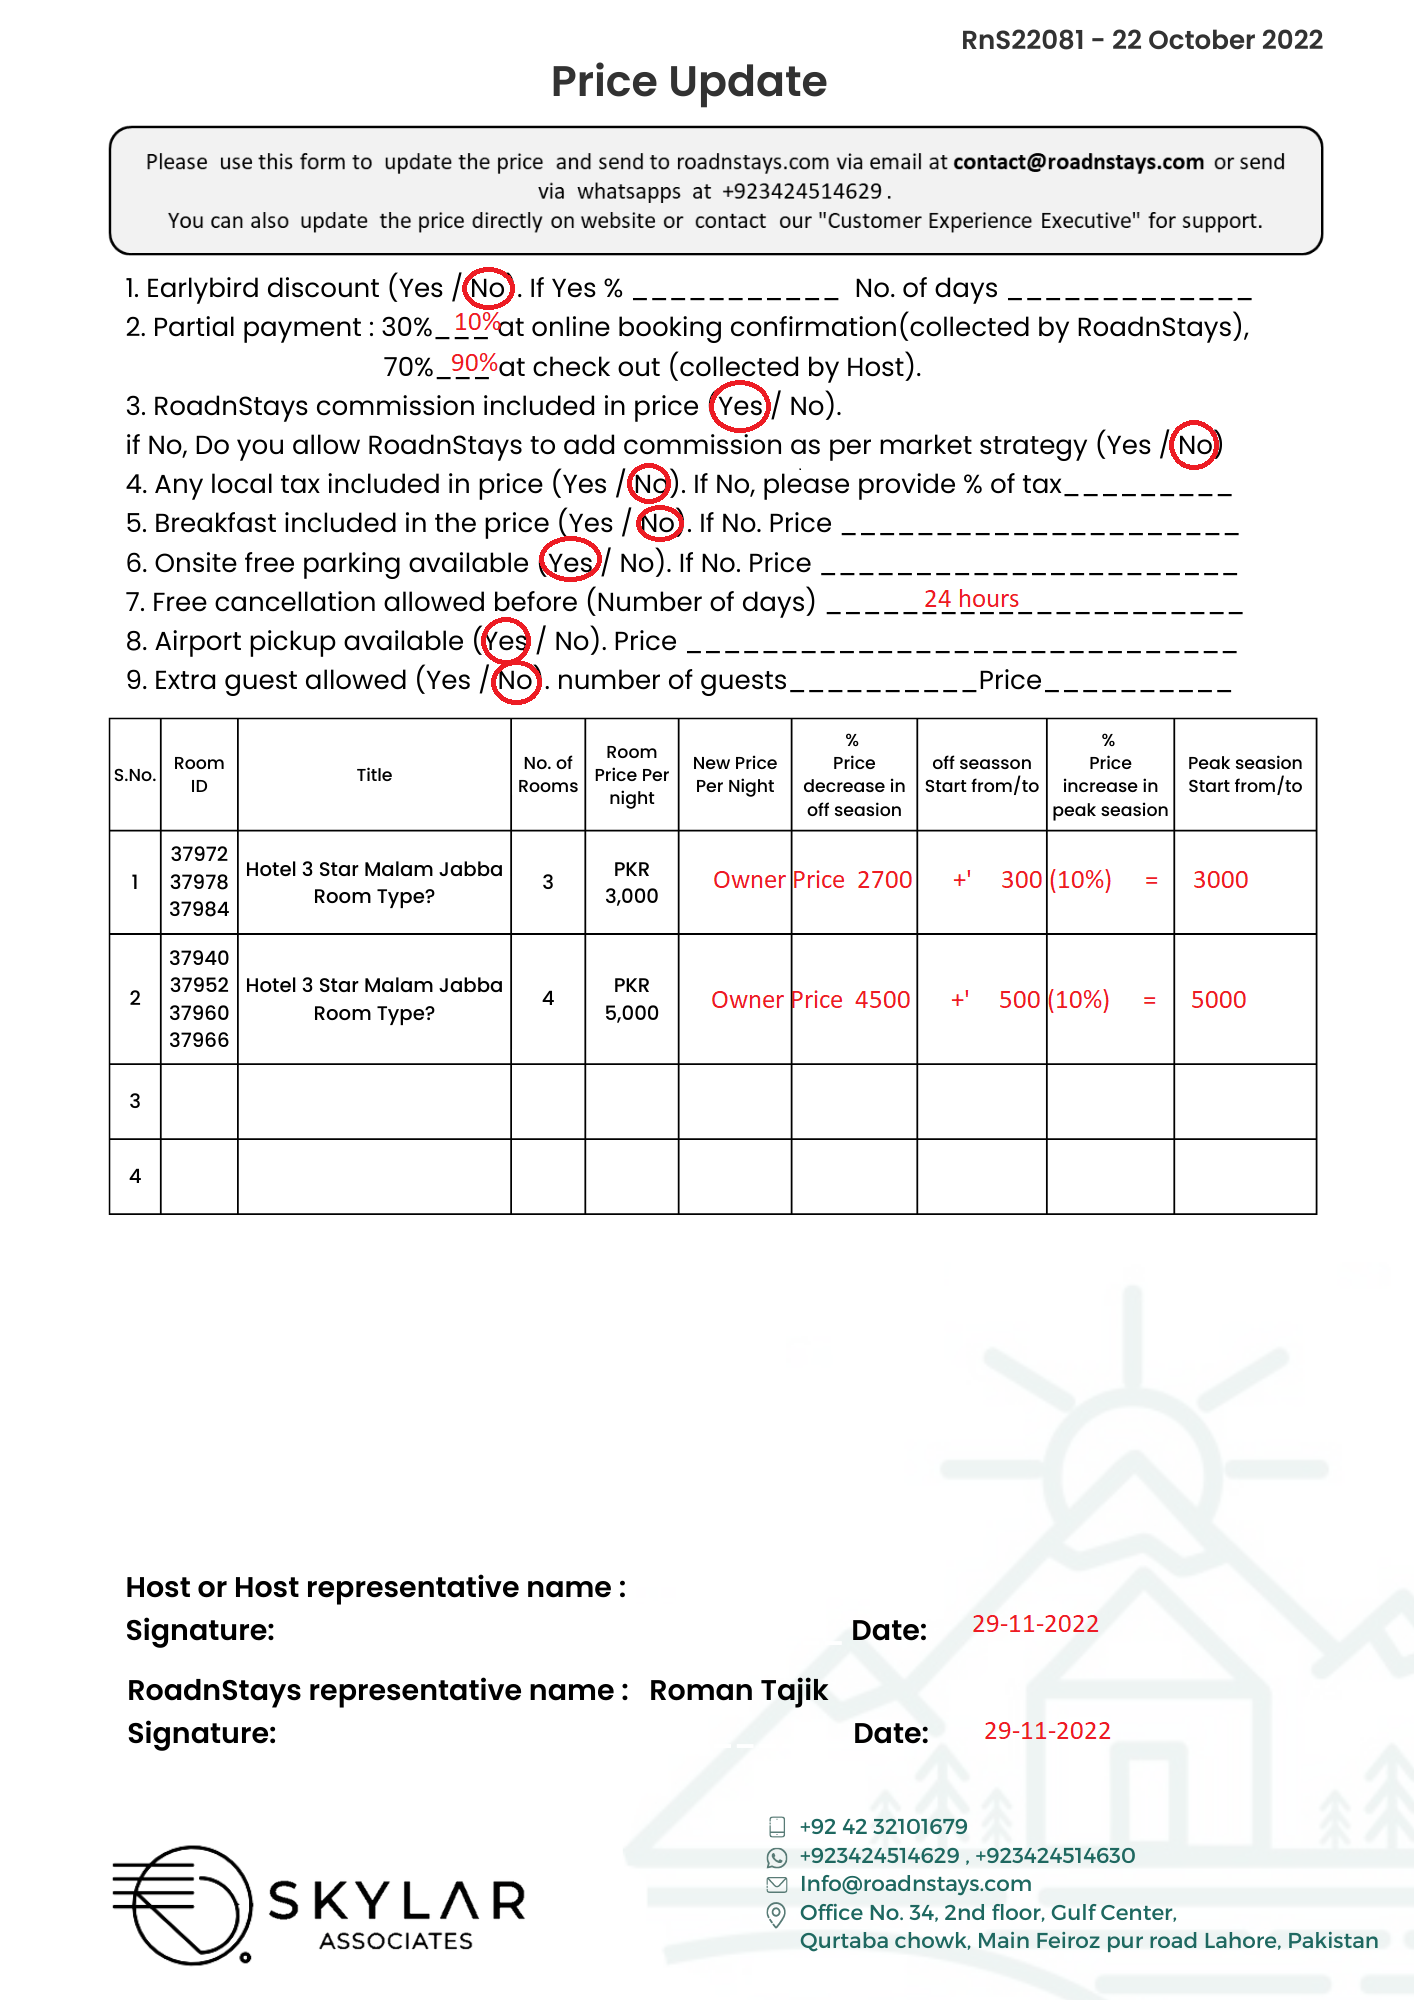 RnS22081 - 22 October 2022
Price Update
Please use this form to update the price and send to roadnstays.com via email at contact@roadnstays.com or send
via whatsapps at +923424514629 .
You can also update the price directly on website or contact our "Customer Experience Executive" for support.
1. Earlybird discount (Yes / No). If Yes % ___________ No. of days _____________
2. Partial payment : 30%___10% at online booking confirmation(collected by RoadnStays),
70%___90% at check out (collected by Host).
3. RoadnStays commission included in price (Yes / No).
if No, Do you allow RoadnStays to add commission as per market strategy (Yes / No)
4. Any local tax included in price (Yes / No). If No, please provide % of tax_________
5. Breakfast included in the price (Yes / No). If No. Price _____________________
6. Onsite free parking available (Yes / No). If No. Price ______________________
7. Free cancellation allowed before (Number of days) _____24 hours____________
8. Airport pickup available (Yes / No). Price _____________________________
9. Extra guest allowed (Yes / No). number of guests__________Price__________
S.No. Room ID Title No. of Rooms Room Price Per night New Price Per Night % Price decrease in off seasion off seasson Start from/to % Price increase in peak seasion Peak seasion Start from/to
1 37972 37978 37984 Hotel 3 Star Malam Jabba Room Type? 3 PKR 3,000 Owner Price 2700 +' 300 (10%) = 3000
2 37940 37952 37960 37966 Hotel 3 Star Malam Jabba Room Type? 4 PKR 5,000 Owner Price 4500 +' 500 (10%) = 5000
3
4
Host or Host representative name :
Signature: Date: 29-11-2022
RoadnStays representative name : Roman Tajik
Signature: Date: 29-11-2022
SKYLAR
ASSOCIATES
+92 42 32101679
+923424514629 , +923424514630
Info@roadnstays.com
Office No. 34, 2nd floor, Gulf Center,
Qurtaba chowk, Main Feiroz pur road Lahore, Pakistan